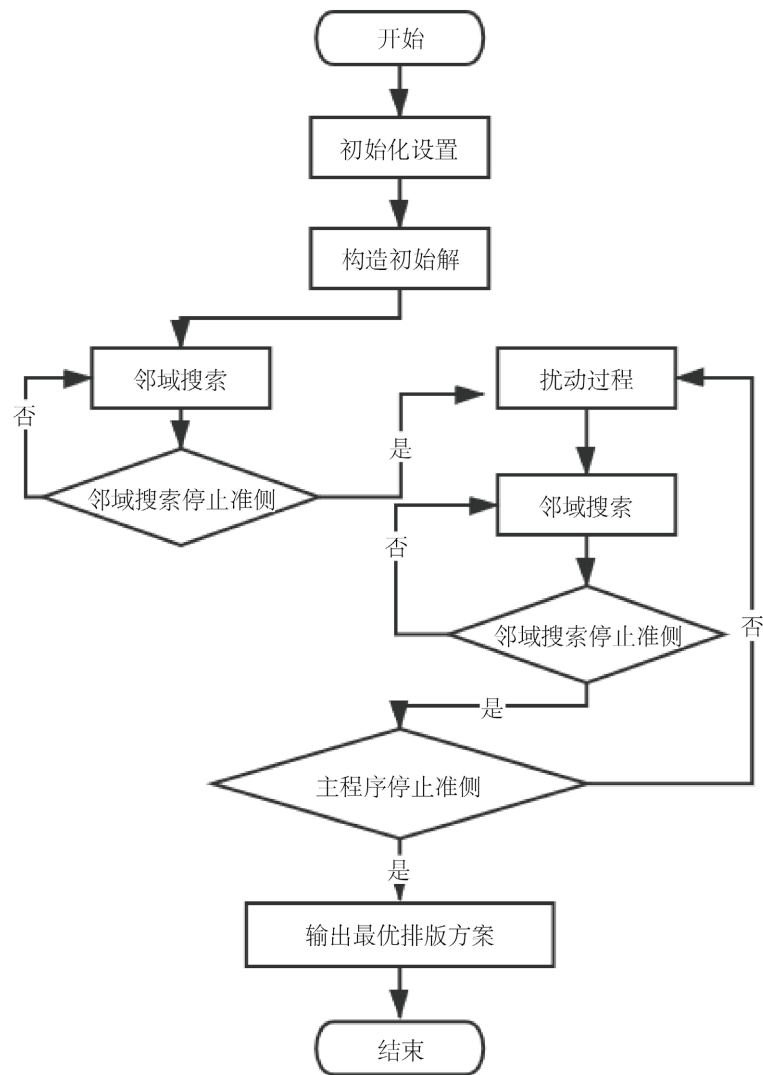 开始
初始化设置
构造初始解
邻域搜索
否
邻域搜索停止准侧
是
扰动过程
邻域搜索
否
邻域搜索停止准侧
否
是
主程序停止准侧
是
输出最优排版方案
结束